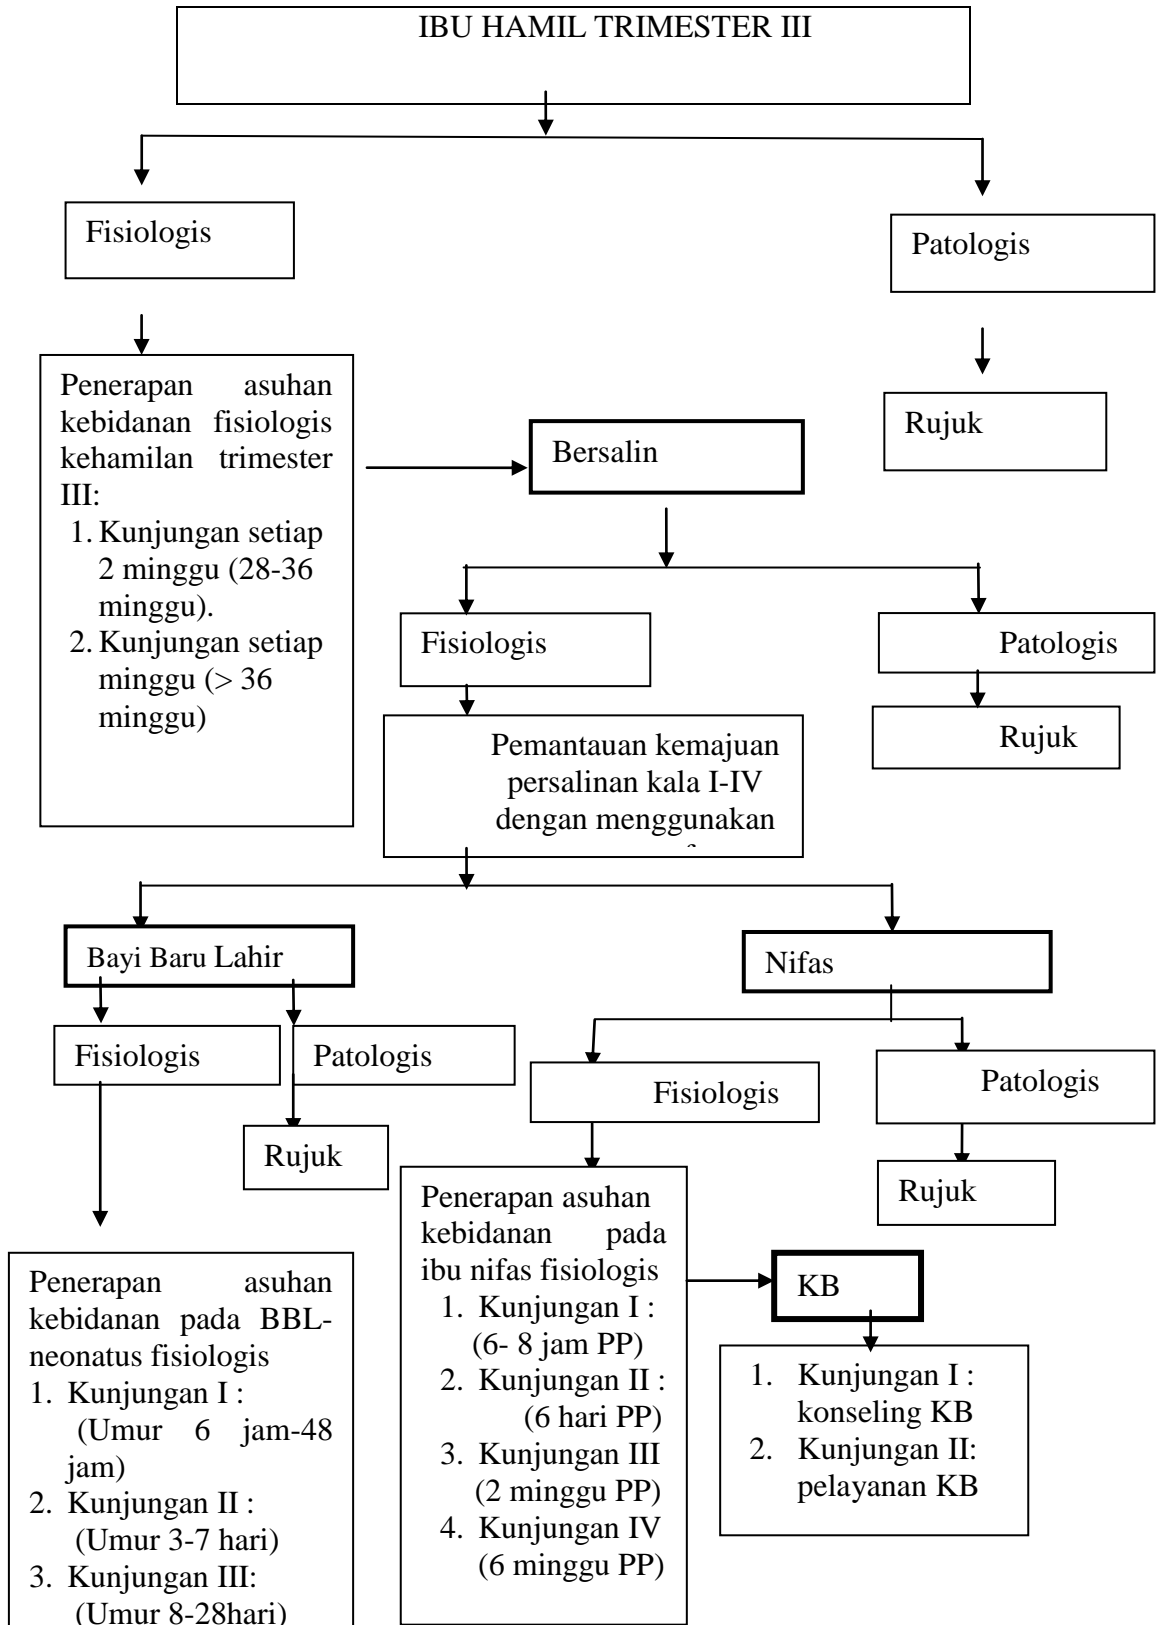 IBU HAMIL TRIMESTER III
Fisiologis
Patologis
Penerapan asuhan
kebidanan fisiologis
kehamilan trimester
III:
1. Kunjungan setiap
2 minggu (28-36
minggu).
2. Kunjungan setiap
minggu (> 36
minggu)
Bersalin
Rujuk
Fisiologis
Patologis
Pemantauan kemajuan
persalinan kala I-IV
dengan menggunakan
Rujuk
Bayi Baru Lahir
Nifas
Fisiologis
Patologis
Fisiologis
Patologis
Rujuk
Rujuk
Penerapan asuhan
kebidanan pada BBL-
neonatus fisiologis
1. Kunjungan I :
(Umur 6 jam-48
jam)
2. Kunjungan II :
(Umur 3-7 hari)
3. Kunjungan III:
(Umur 8-28hari)
Penerapan asuhan
kebidanan pada
ibu nifas fisiologis
1. Kunjungan I :
(6- 8 jam PP)
2. Kunjungan II :
(6 hari PP)
3. Kunjungan III
(2 minggu PP)
4. Kunjungan IV
(6 minggu PP)
KB
1. Kunjungan I :
konseling KB
2. Kunjungan II:
pelayanan KB